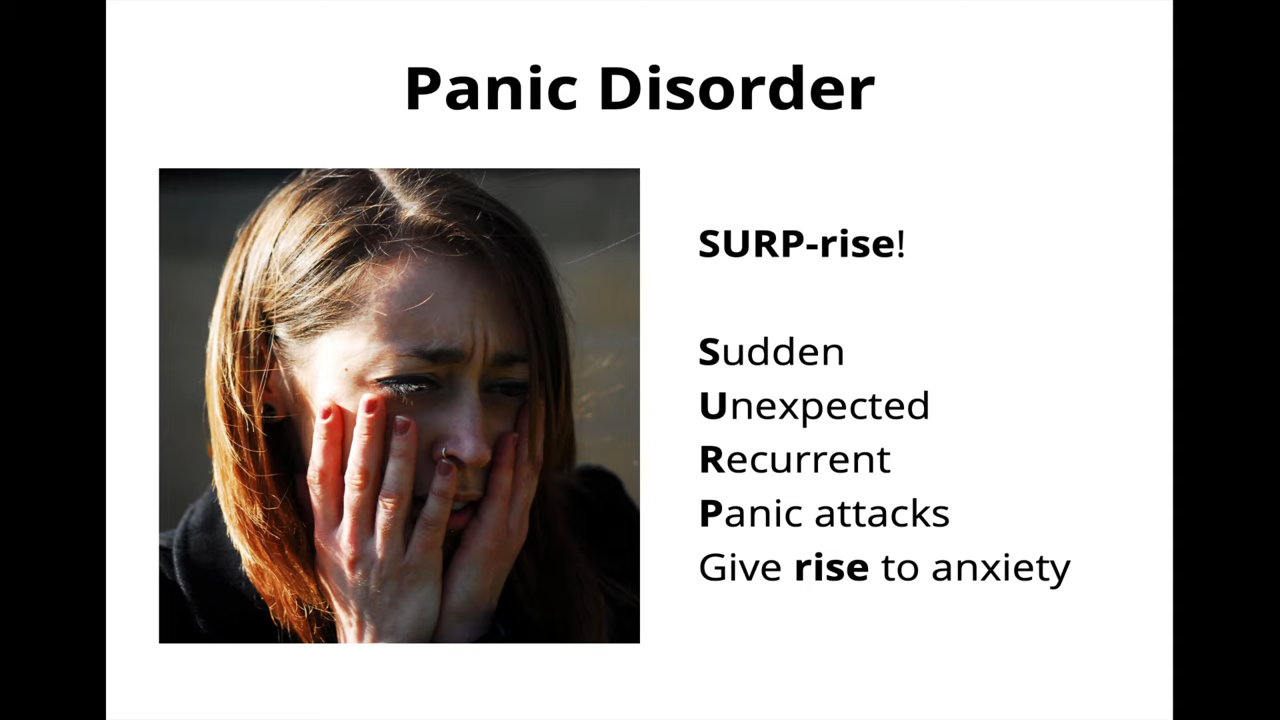 Panic Disorder
SURP-rise!
Sudden
Unexpected
Recurrent
Panic attacks
Give rise to anxiety